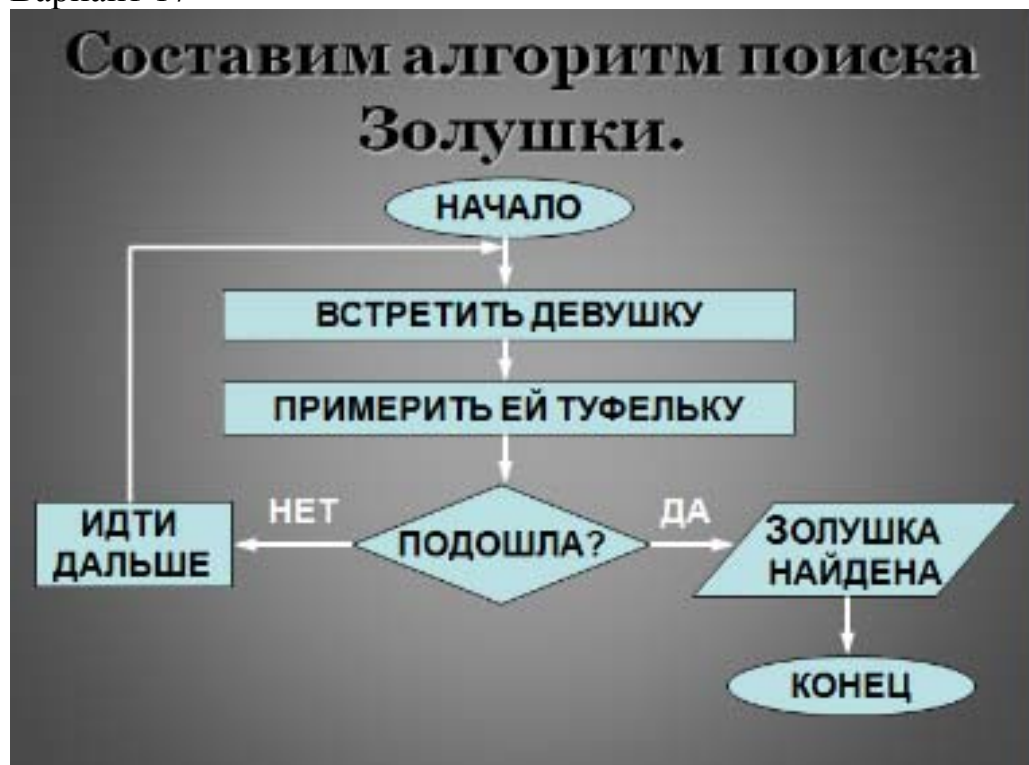 Составим алгоритм поиска
Золушки.
НАЧАЛО
ВСТРЕТИТЬ ДЕВУШКУ
ПРИМЕРИТЬ ЕЙ ТУФЕЛЬКУ
НЕТ
ДА
ИДТИ
ДАЛЬШЕ
ПОДОШЛА?
ЗОЛУШКА
НАЙДЕНА
КОНЕЦ